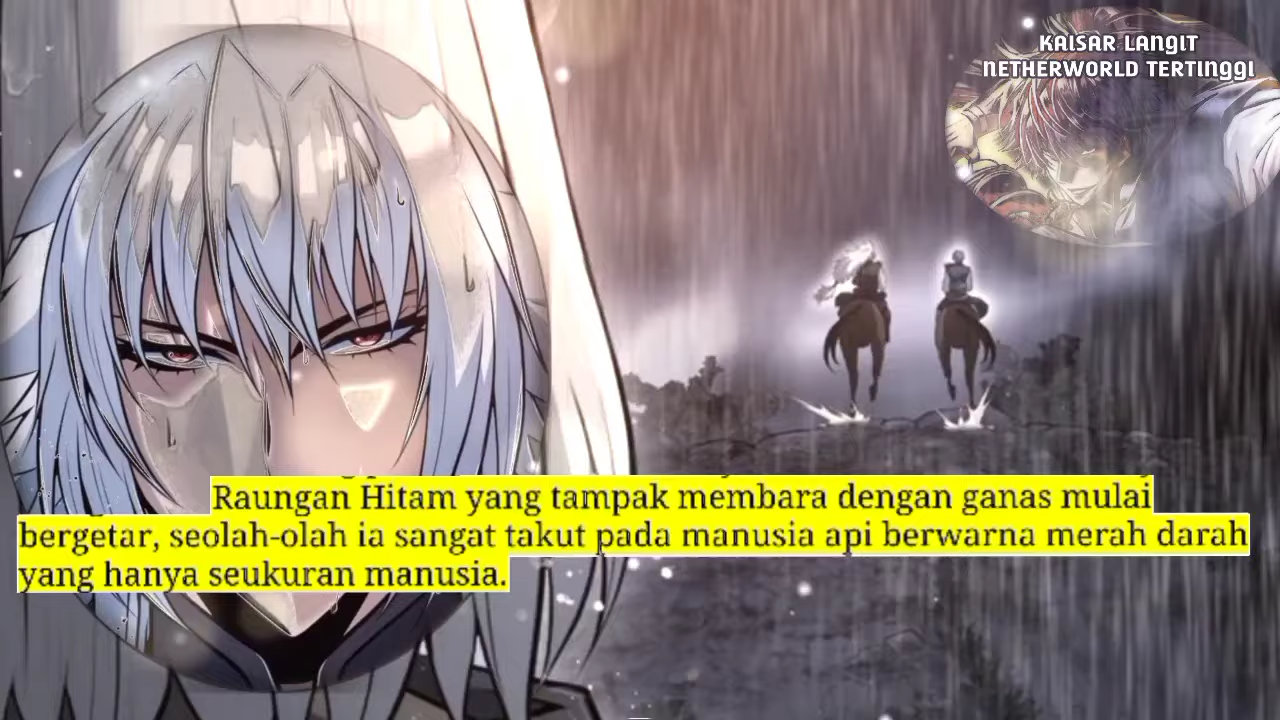 KAISAR LANGIT
NETHERWORLD TERTINGGI
Raungan Hitam yang tampak membara dengan ganas mulai
bergetar, seolah-olah ia sangat takut pada manusia api berwarna merah darah
yang hanya seukuran manusia.